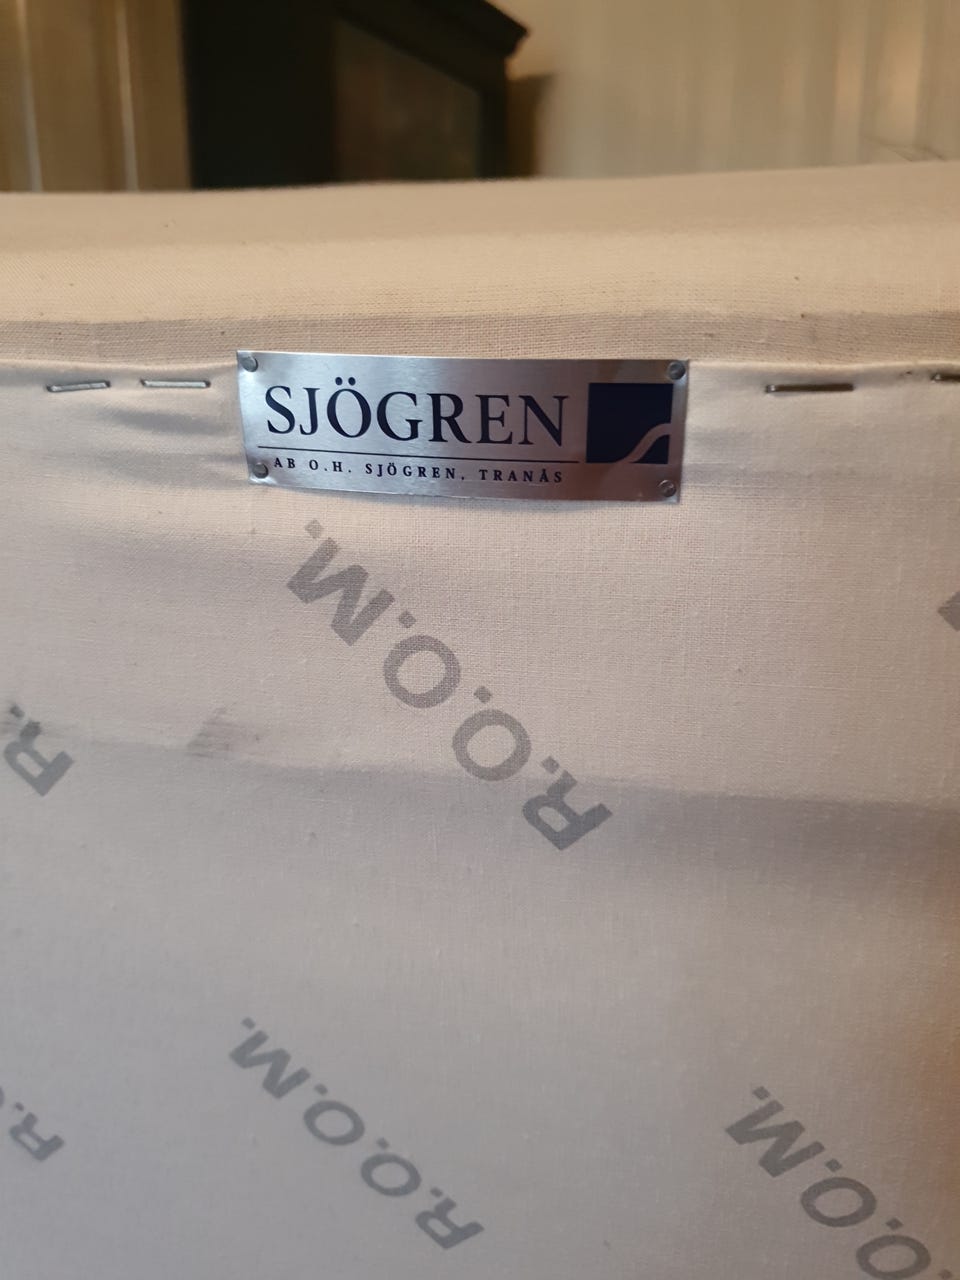 SJÖGREN
AB O.H. SJÖGREN, TRANÅS
R.O.O.M.
R.
R.O.O.M.
R.
O.O.M.